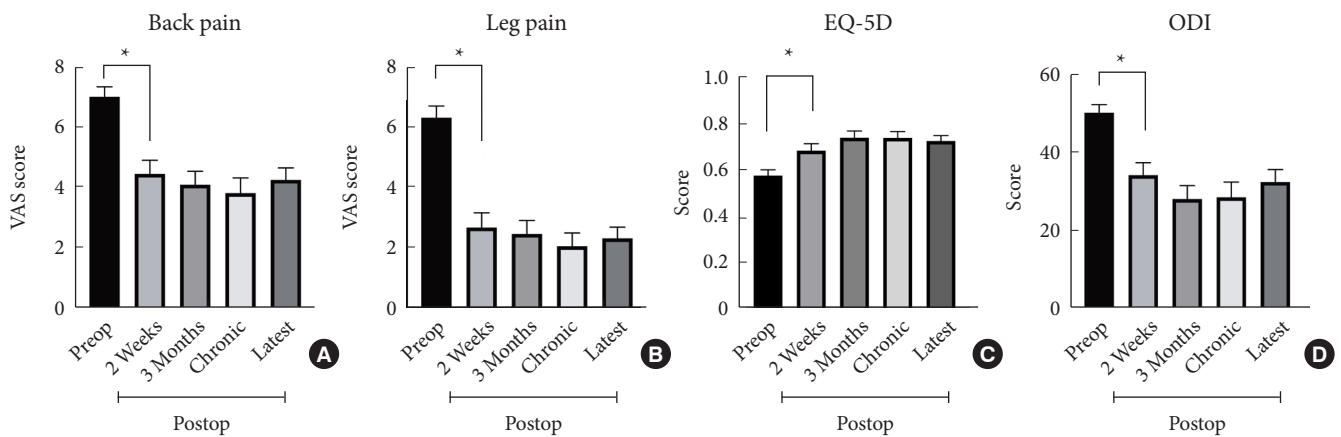 Back pain
*
VAS score
8
6
4
2
0
Preop
2 Weeks
3 Months
Chronic
Latest
Postop
A
Leg pain
*
VAS score
8
6
4
2
0
Preop
2 Weeks
3 Months
Chronic
Latest
Postop
B
EQ-5D
*
Score
1.0
0.8
0.6
0.4
0.2
0
Preop
2 Weeks
3 Months
Chronic
Latest
Postop
C
ODI
*
Score
60
40
20
0
Preop
2 Weeks
3 Months
Chronic
Latest
Postop
D